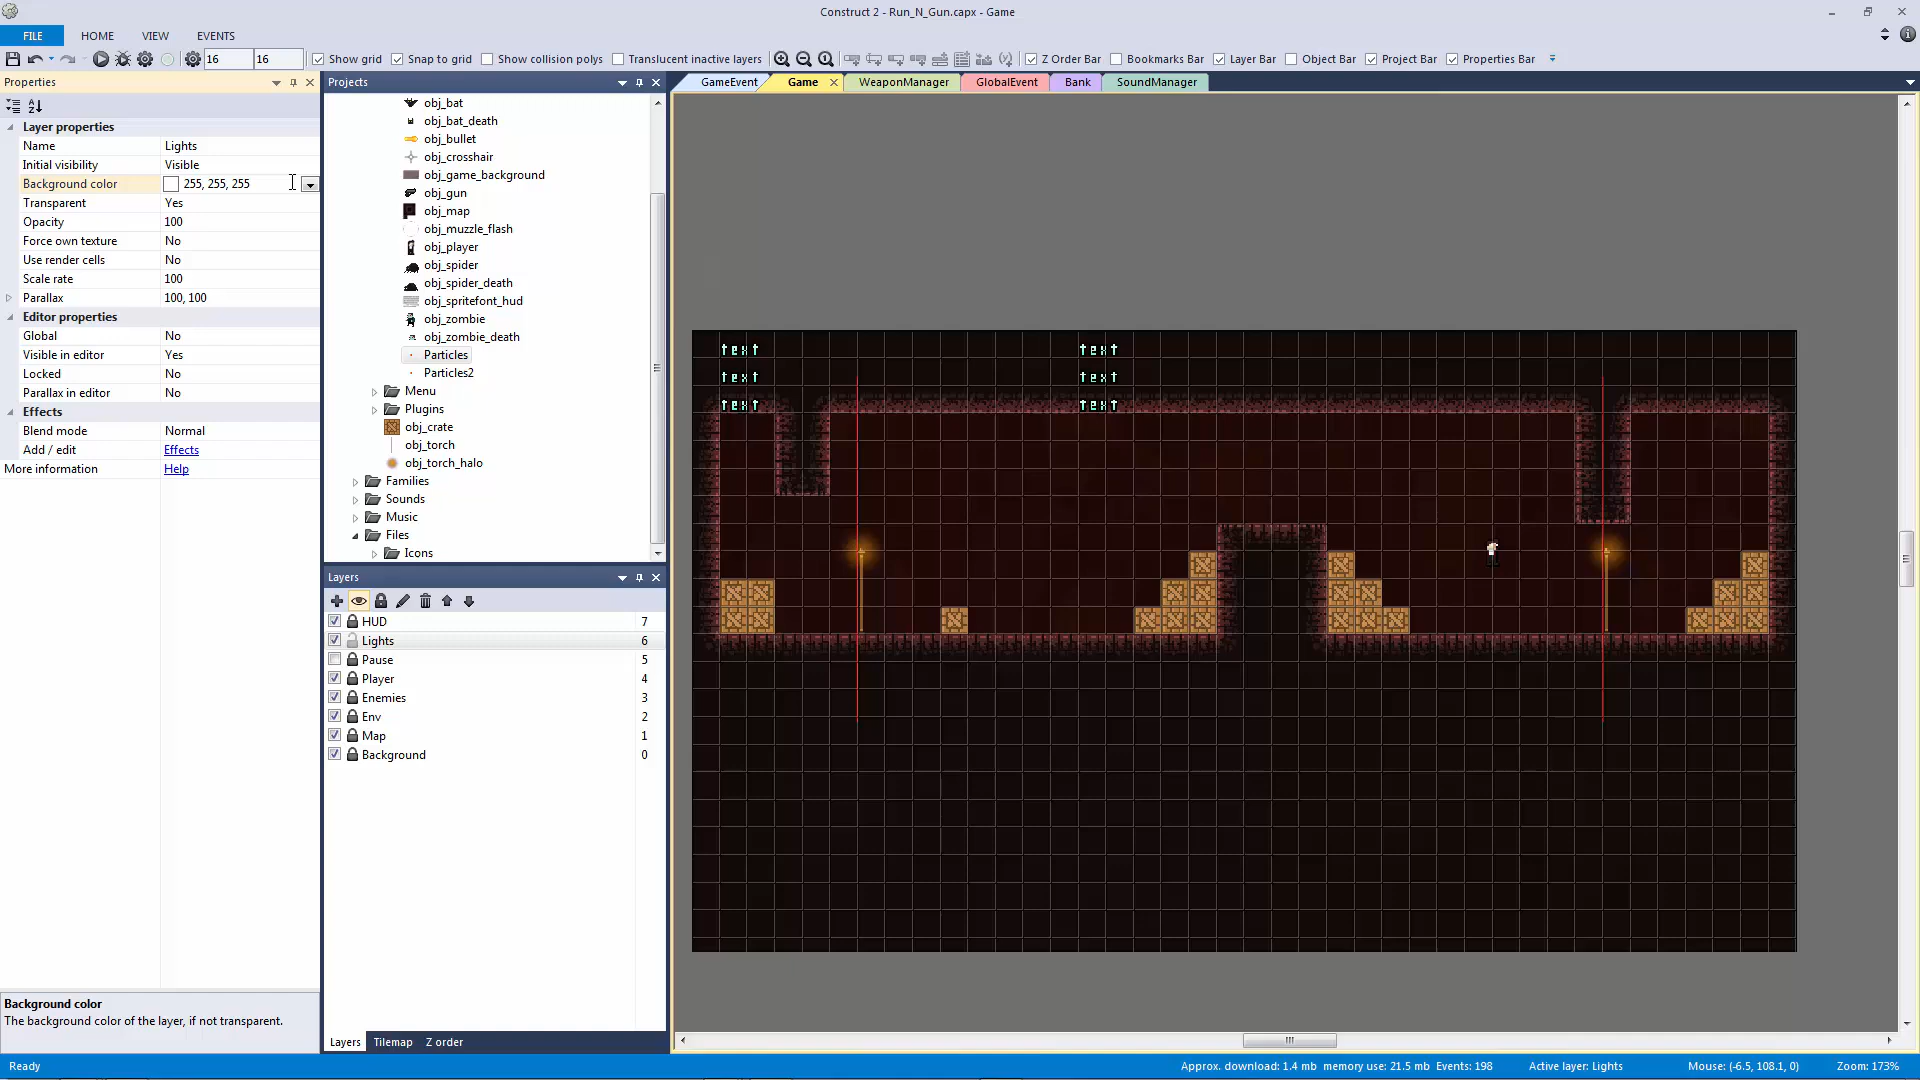 Construct 2 - Run_N_Gun.capx - Game
FILE HOME VIEW EVENTS
16 16 Show grid Snap to grid Show collision polys Translucent inactive layers Z Order Bar Bookmarks Bar Layer Bar Object Bar Project Bar Properties Bar
Properties
Layer properties
Name Lights
Initial visibility Visible
Background color 255, 255, 255
Transparent Yes
Opacity 100
Force own texture No
Use render cells No
Scale rate 100
Parallax 100, 100
Editor properties
Global No
Visible in editor Yes
Locked No
Parallax in editor No
Effects
Blend mode Normal
Add / edit Effects
More information Help
Background color
The background color of the layer, if not transparent.
Projects
obj_bat
obj_bat_death
obj_bullet
obj_crosshair
obj_game_background
obj_gun
obj_map
obj_muzzle_flash
obj_player
obj_spider
obj_spider_death
obj_spritefont_hud
obj_zombie
obj_zombie_death
Particles
Particles2
Menu
Plugins
obj_crate
obj_torch
obj_torch_halo
Families
Sounds
Music
Files
Icons
Layers
HUD 7
Lights 6
Pause 5
Player 4
Enemies 3
Env 2
Map 1
Background 0
Layers Tilemap Z order
GameEvent Game WeaponManager GlobalEvent Bank SoundManager
text text
text text
text text
Ready Approx. download: 1.4 mb memory use: 21.5 mb Events: 198 Active layer: Lights Mouse: (-6.5, 108.1, 0) Zoom: 173%